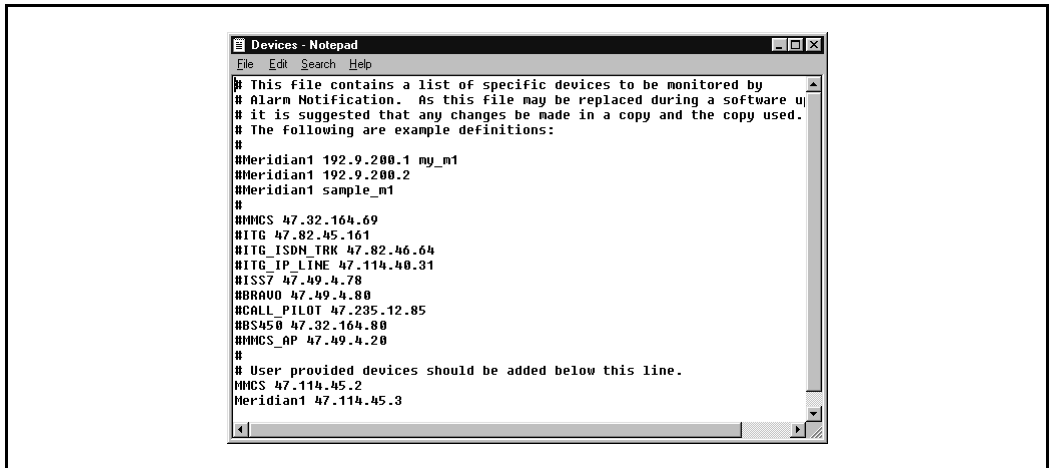 Devices - Notepad
File Edit Search Help
# This file contains a list of specific devices to be monitored by
# Alarm Notification.  As this file may be replaced during a software u
# it is suggested that any changes be made in a copy and the copy used.
# The following are example definitions:
#
#Meridian1 192.9.200.1 my_m1
#Meridian1 192.9.200.2
#Meridian1 sample_m1
#
#MMCS 47.32.164.69
#ITG 47.82.45.161
#ITG_ISDN_TRK 47.82.46.64
#ITG_IP_LINE 47.114.40.31
#ISS7 47.49.4.78
#BRAVO 47.49.4.80
#CALL_PILOT 47.235.12.85
#BS450 47.32.164.80
#MMCS_AP 47.49.4.20
#
# User provided devices should be added below this line.
MMCS 47.114.45.2
Meridian1 47.114.45.3